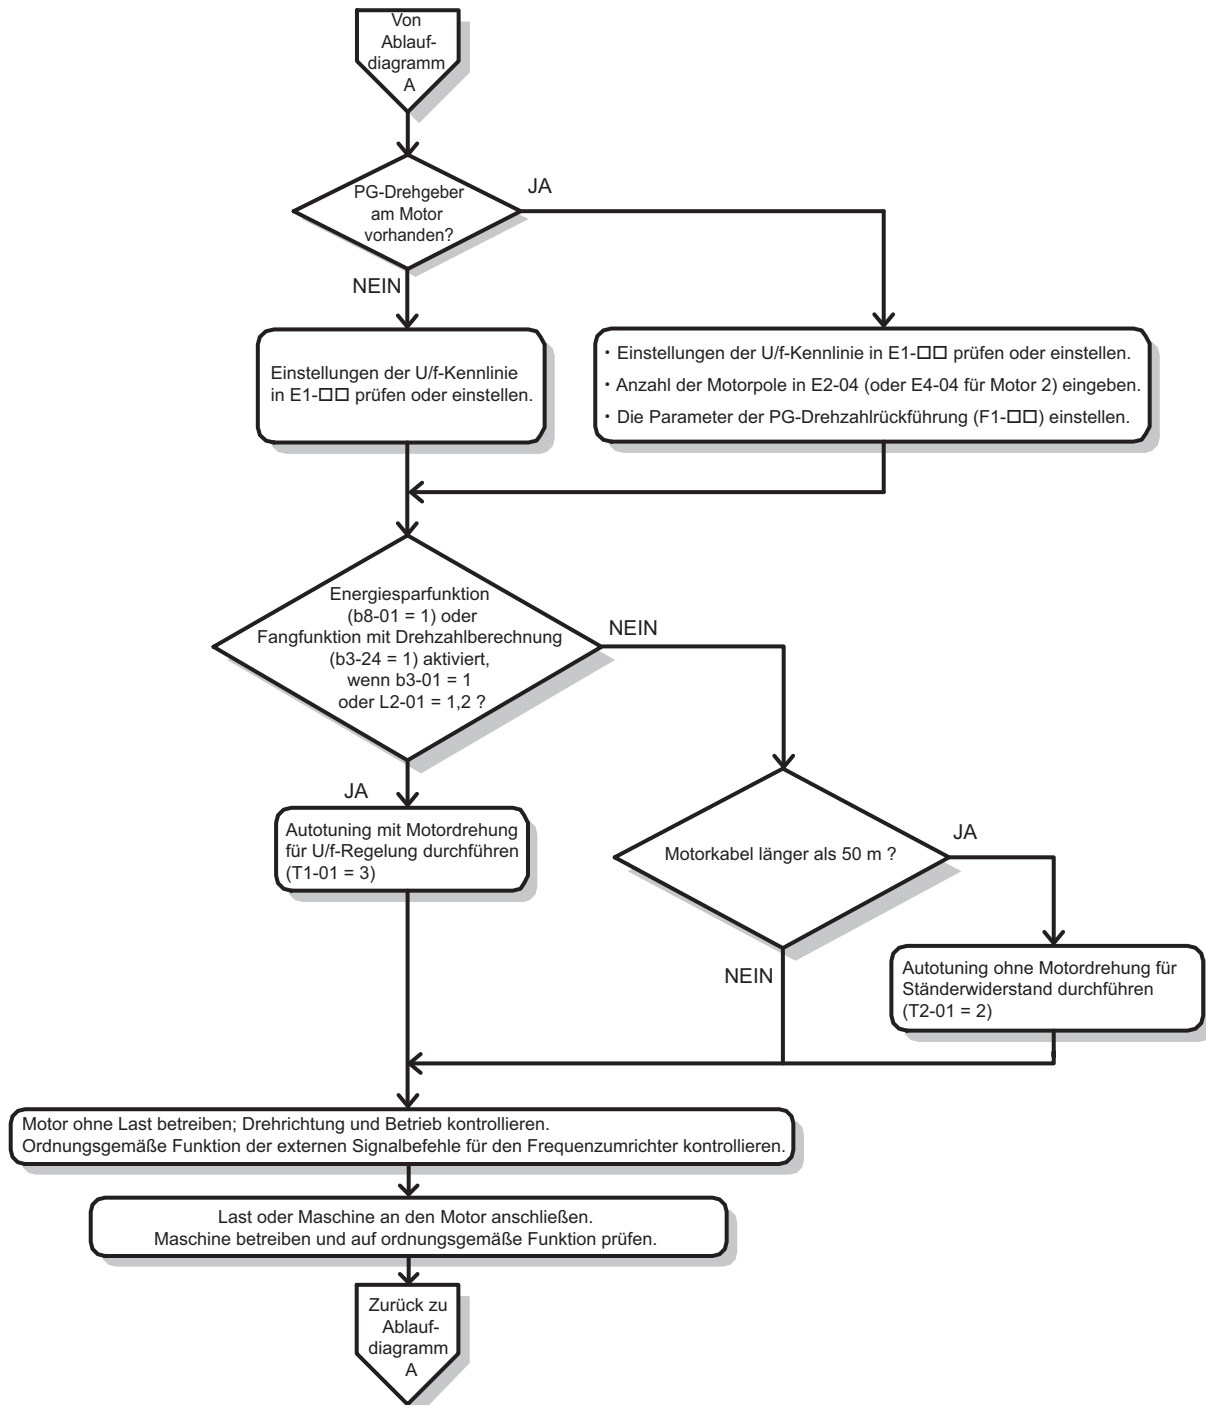 Von
Ablauf-
diagramm
A
PG-Drehgeber
am Motor
vorhanden?
JA
NEIN
Einstellungen der U/f-Kennlinie
in E1-□□ prüfen oder einstellen.
・ Einstellungen der U/f-Kennlinie in E1-□□ prüfen oder einstellen.
・ Anzahl der Motorpole in E2-04 (oder E4-04 für Motor 2) eingeben.
・ Die Parameter der PG-Drehzahlrückführung (F1-□□) einstellen.
Energiesparfunktion
(b8-01 = 1) oder
Fangfunktion mit Drehzahlberechnung
(b3-24 = 1) aktiviert,
wenn b3-01 = 1
oder L2-01 = 1,2 ?
NEIN
JA
Autotuning mit Motordrehung
für U/f-Regelung durchführen
(T1-01 = 3)
Motorkabel länger als 50 m ?
JA
NEIN
Autotuning ohne Motordrehung für
Ständerwiderstand durchführen
(T2-01 = 2)
Motor ohne Last betreiben; Drehrichtung und Betrieb kontrollieren.
Ordnungsgemäße Funktion der externen Signalbefehle für den Frequenzumrichter kontrollieren.
Last oder Maschine an den Motor anschließen.
Maschine betreiben und auf ordnungsgemäße Funktion prüfen.
Zurück zu
Ablauf-
diagramm
A